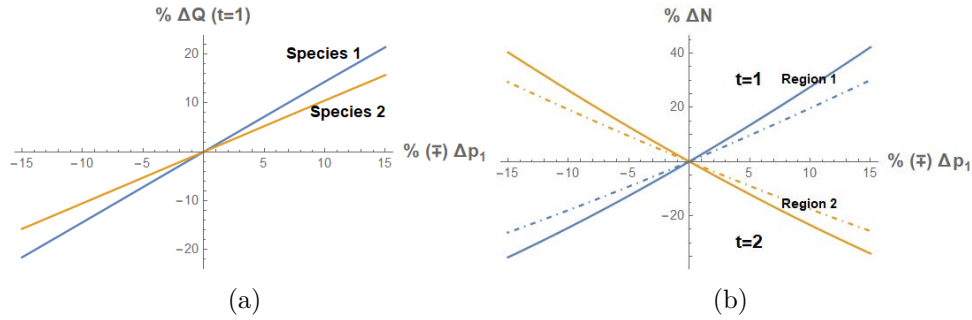 % ΔQ (t=1)
20
Species 1
10
Species 2
% (∓) Δp₁
−15
−10
−5
5
10
15
−10
−20
(a)
% ΔN
40
t=1
Region 1
20
% (∓) Δp₁
−15
−10
−5
5
10
15
Region 2
−20
t=2
(b)